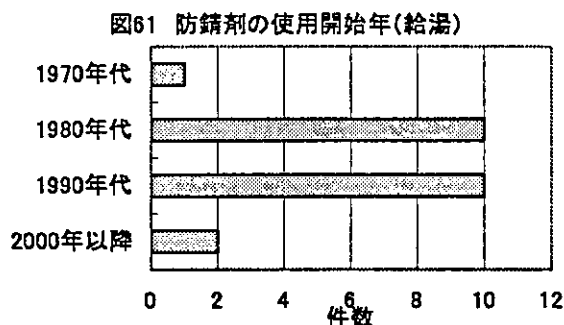 図61 防錆剤の使用開始年(給湯)
1970年代
1980年代
1990年代
2000年以降
0 2 4 6 8 10 12
件数